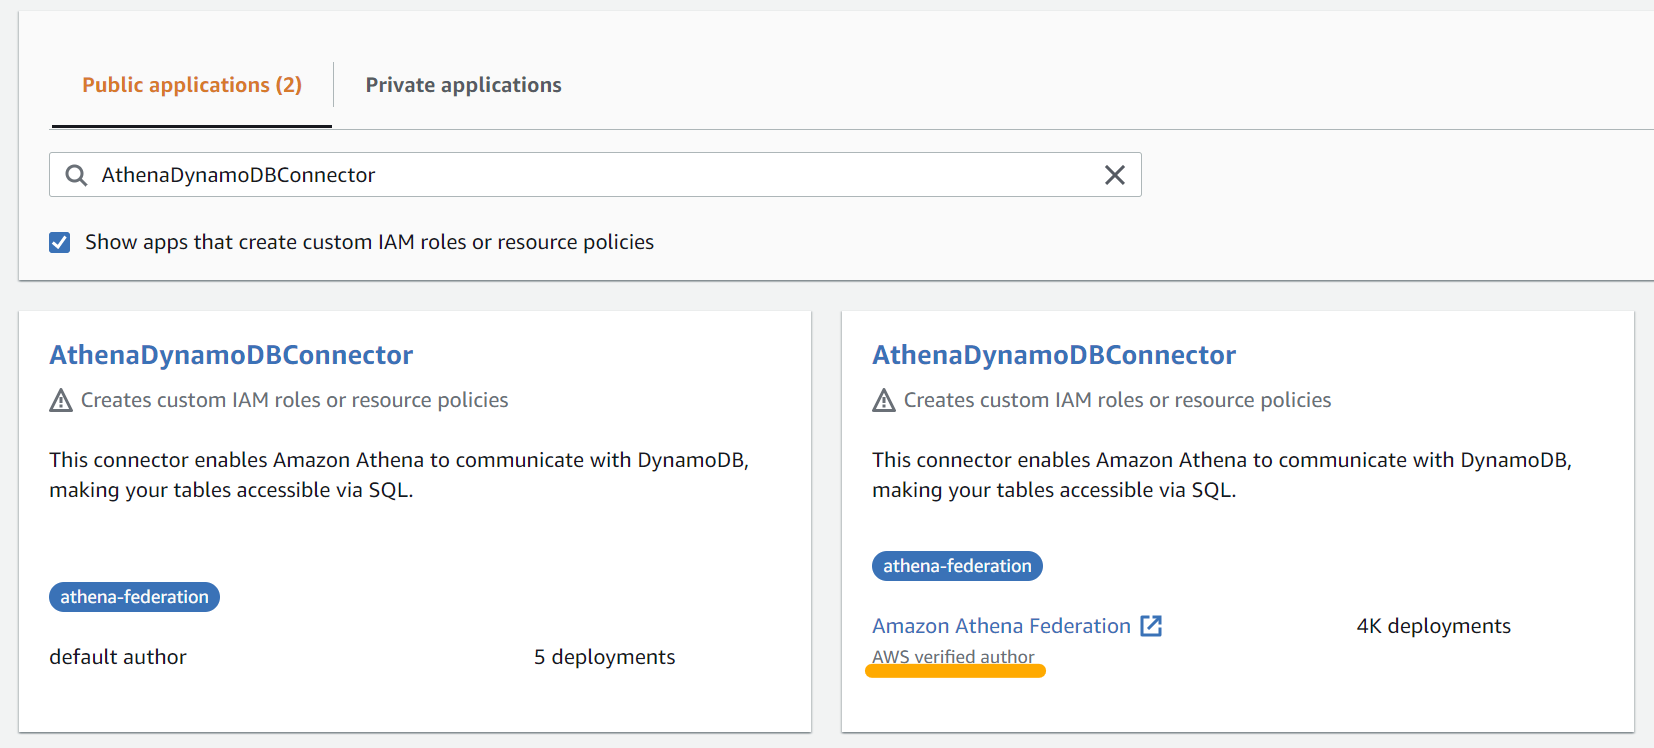 Public applications (2)
Private applications
AthenaDynamoDBConnector
Show apps that create custom IAM roles or resource policies
AthenaDynamoDBConnector
Creates custom IAM roles or resource policies
This connector enables Amazon Athena to communicate with DynamoDB,
making your tables accessible via SQL.
athena-federation
default author
5 deployments
AthenaDynamoDBConnector
Creates custom IAM roles or resource policies
This connector enables Amazon Athena to communicate with DynamoDB,
making your tables accessible via SQL.
athena-federation
Amazon Athena Federation
4K deployments
AWS verified author